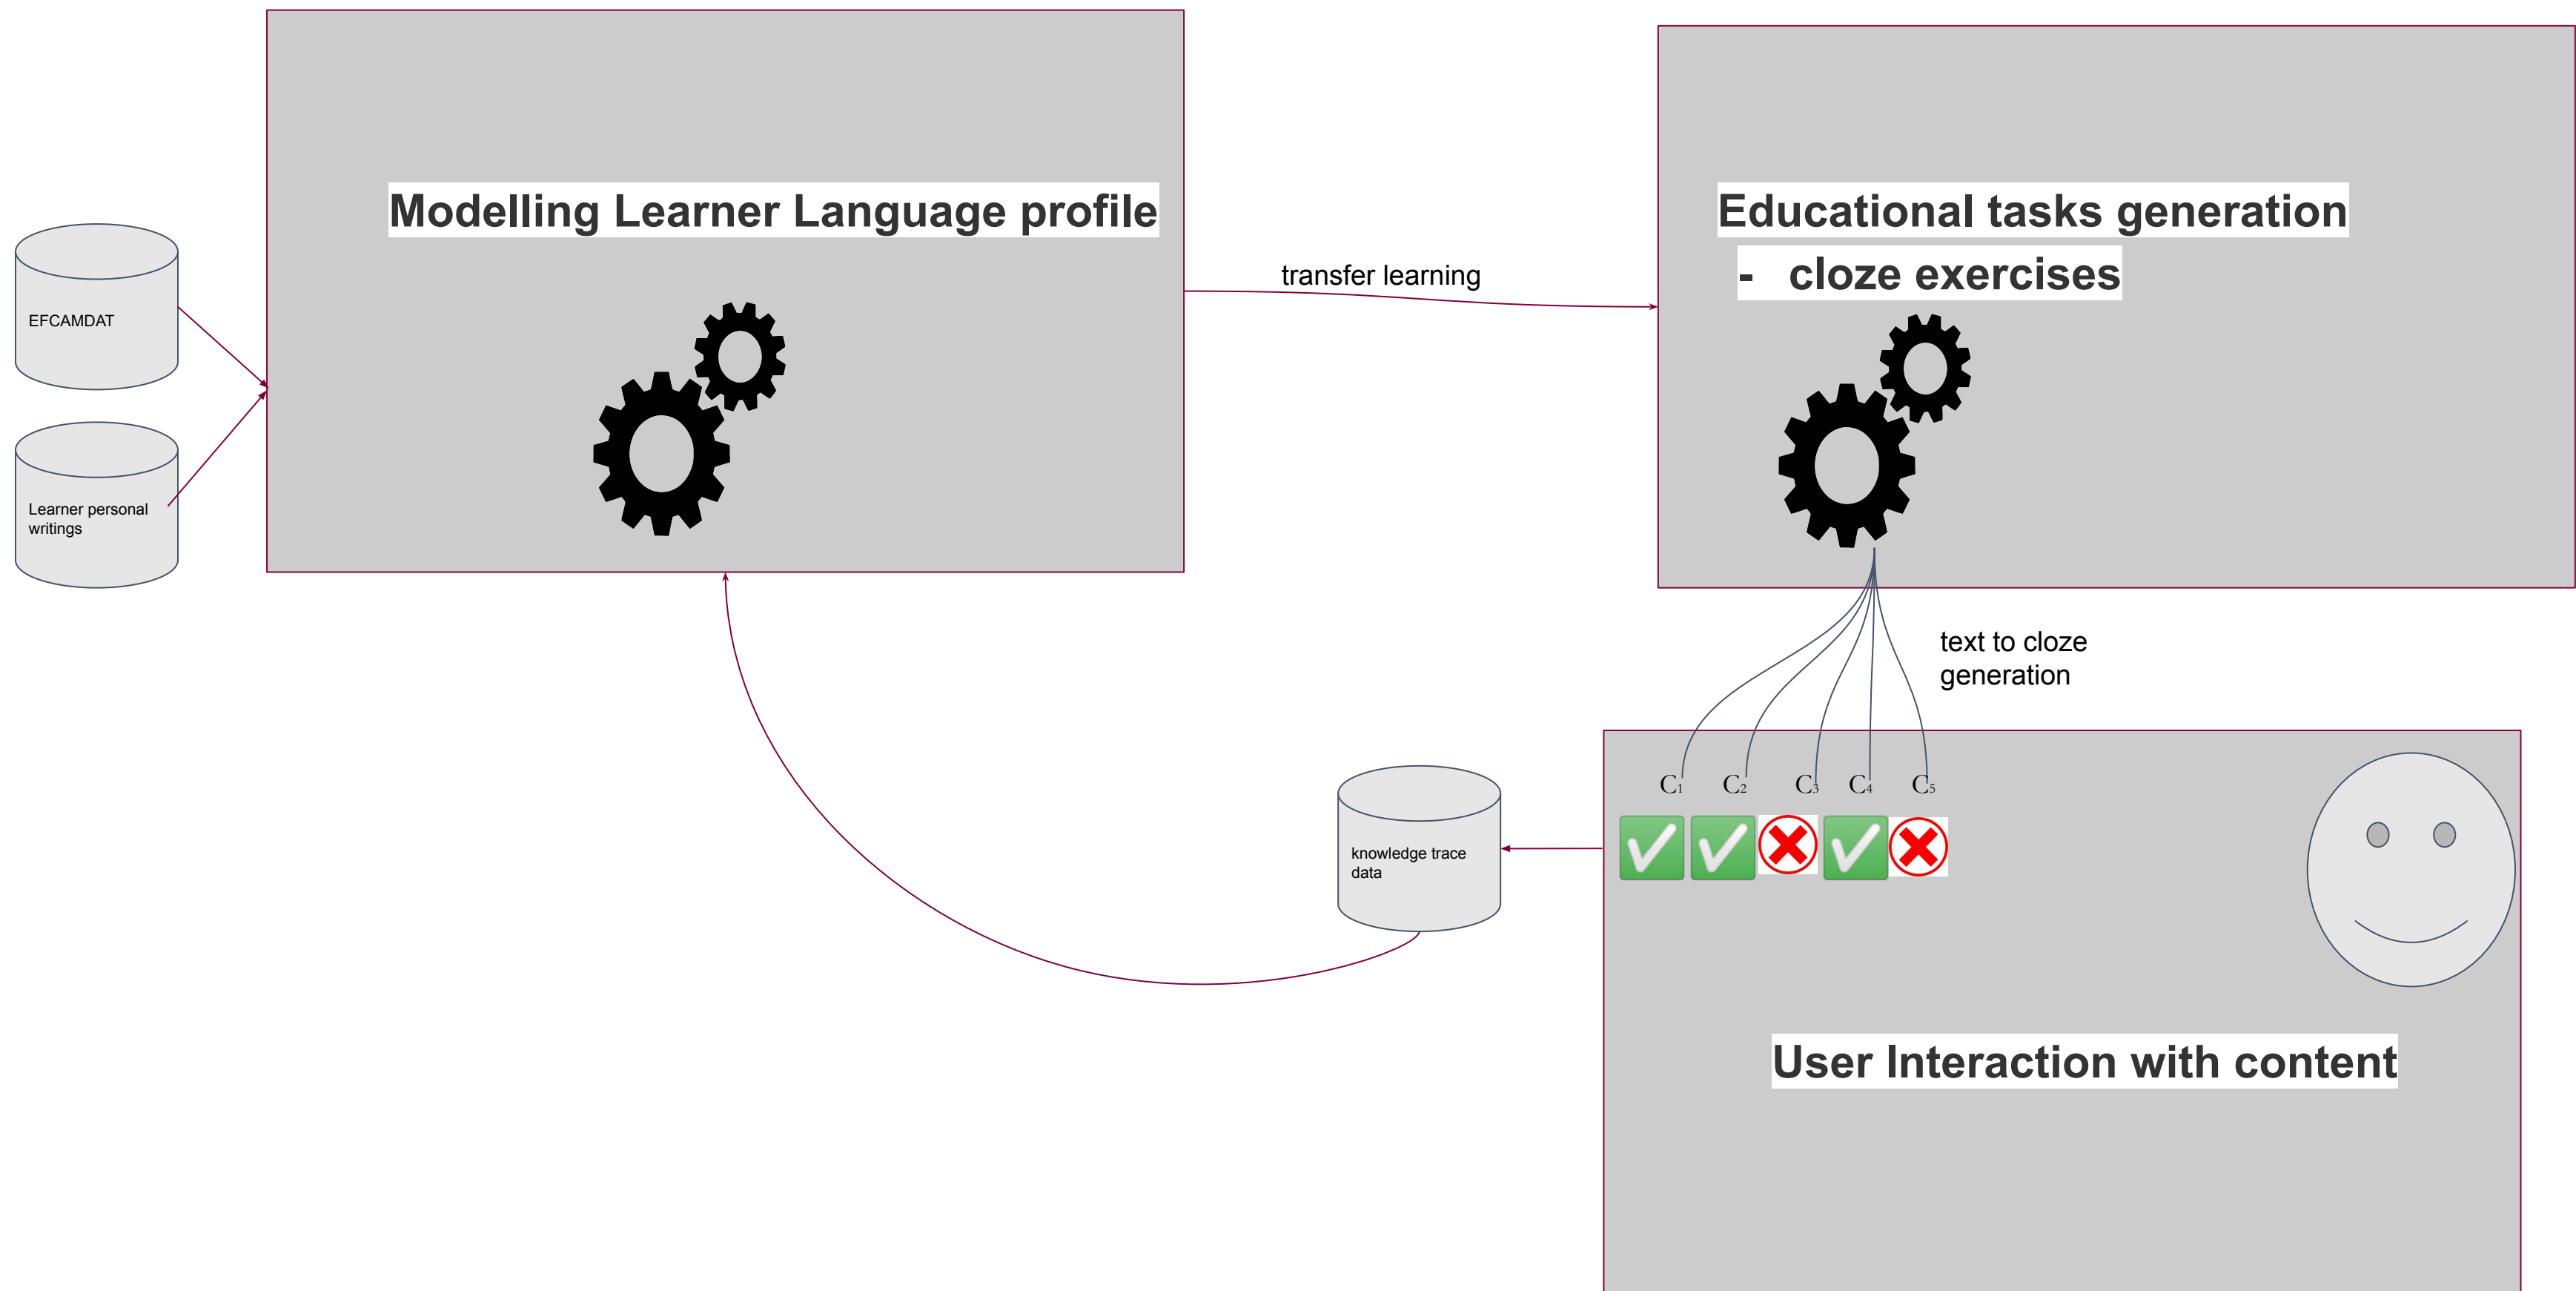 Modelling Learner Language profile
EFCAMDAT
Learner personal
writings
transfer learning
Educational tasks generation
- cloze exercises
text to cloze
generation
C₁ C₂ C₃ C₄ C₅
knowledge trace
data
User Interaction with content